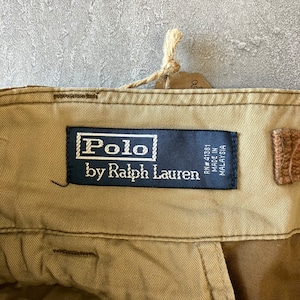 Polo
by Ralph Lauren
RN# 41381
MADE IN
MALAYSIA